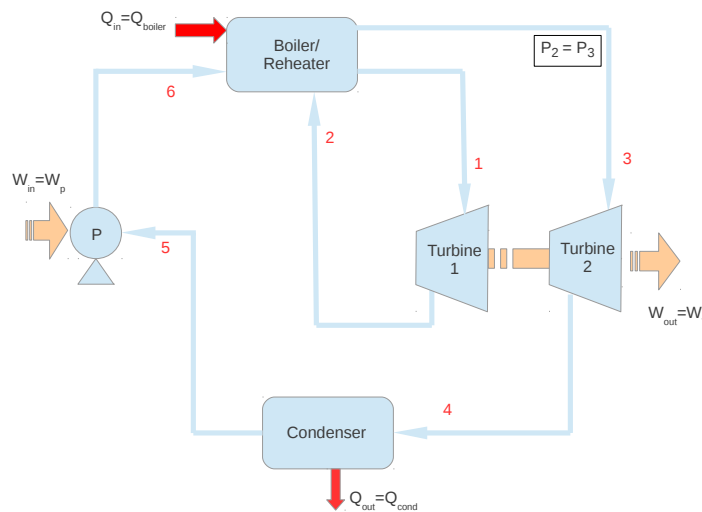 Q_in=Q_boiler
Boiler/
Reheater
P_2 = P_3
6
2
1
3
W_in=W_p
P
5
Turbine
1
Turbine
2
W_out=W
4
Condenser
Q_out=Q_cond